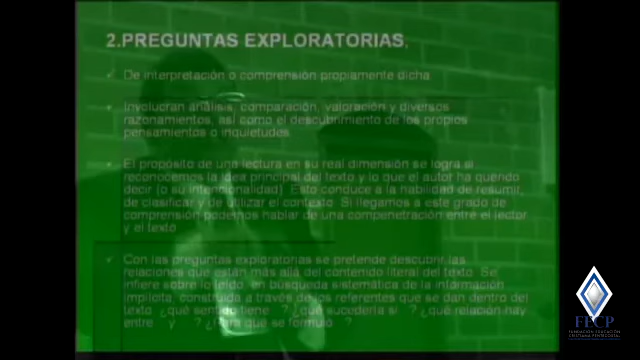 2.PREGUNTAS EXPLORATORIAS.
De interpretación o comprensión propiamente dicha
Involucran análisis, comparación, valoración y diversos
razonamientos, así como el descubrimiento de los propios
pensamientos o inquietudes
El propósito de una lectura en su real dimensión se logra si
reconocemos la idea principal del texto y lo que el autor ha querido
decir (o su intencionalidad). Esto conduce a la habilidad de resumir,
de clasificar y de utilizar el contexto. Si llegamos a este grado de
comprensión podemos hablar de una compenetración entre el lector
y el texto
Con las preguntas exploratorias se pretende descubrir las
relaciones que están más allá del contenido literal del texto. Se
infiere sobre lo leído, en búsqueda sistemática de la información
implícita, construida a través de los referentes que se dan dentro del
texto ¿qué sentido tiene ? ¿qué sucedería si ? ¿qué relación hay
entre y ? ¿Para qué se formuló ?
FECP
FUNDACIÓN EDUCACIÓN
CRISTIANA PENTECOSTAL